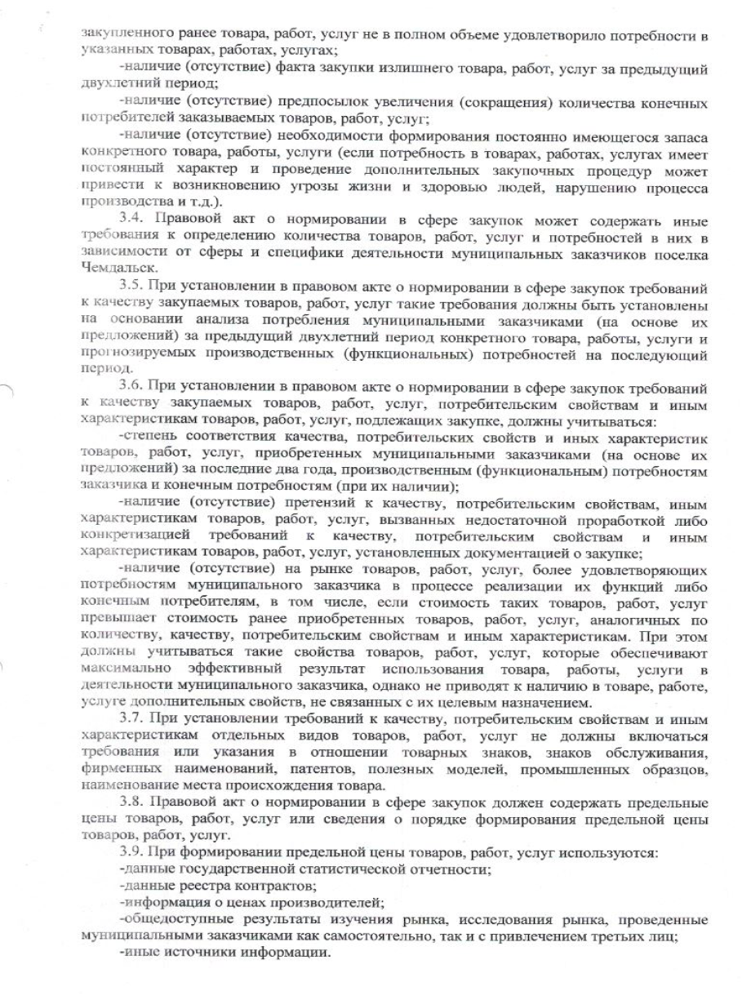 закупленного ранее товара, работ, услуг не в полном объеме удовлетворило потребности в
указанных товарах, работах, услугах;
-наличие (отсутствие) факта закупки излишнего товара, работ, услуг за предыдущий
двухлетний период;
-наличие (отсутствие) предпосылок увеличения (сокращения) количества конечных
потребителей заказываемых товаров, работ, услуг;
-наличие (отсутствие) необходимости формирования постоянно имеющегося запаса
конкретного товара, работы, услуги (если потребность в товарах, работах, услугах имеет
постоянный характер и проведение дополнительных закупочных процедур может
привести к возникновению угрозы жизни и здоровью людей, нарушению процесса
производства и т.д.).
3.4. Правовой акт о нормировании в сфере закупок может содержать иные
требования к определению количества товаров, работ, услуг и потребностей в них в
зависимости от сферы и специфики деятельности муниципальных заказчиков поселка
Чемдальск.
3.5. При установлении в правовом акте о нормировании в сфере закупок требований
к качеству закупаемых товаров, работ, услуг такие требования должны быть установлены
на основании анализа потребления муниципальными заказчиками (на основе их
предложений) за предыдущий двухлетний период конкретного товара, работы, услуги и
прогнозируемых производственных (функциональных) потребностей на последующий
период.
3.6. При установлении в правовом акте о нормировании в сфере закупок требований
к качеству закупаемых товаров, работ, услуг, потребительским свойствам и иным
характеристикам товаров, работ, услуг, подлежащих закупке, должны учитываться:
-степень соответствия качества, потребительских свойств и иных характеристик
товаров, работ, услуг, приобретенных муниципальными заказчиками (на основе их
предложений) за последние два года, производственным (функциональным) потребностям
заказчика и конечным потребностям (при их наличии);
-наличие (отсутствие) претензий к качеству, потребительским свойствам, иным
характеристикам товаров, работ, услуг, вызванных недостаточной проработкой либо
конкретизацией требований к качеству, потребительским свойствам и иным
характеристикам товаров, работ, услуг, установленных документацией о закупке;
-наличие (отсутствие) на рынке товаров, работ, услуг, более удовлетворяющих
потребностям муниципального заказчика в процессе реализации их функций либо
конечным потребителям, в том числе, если стоимость таких товаров, работ, услуг
превышает стоимость ранее приобретенных товаров, работ, услуг, аналогичных по
количеству, качеству, потребительским свойствам и иным характеристикам. При этом
должны учитываться такие свойства товаров, работ, услуг, которые обеспечивают
максимально эффективный результат использования товара, работы, услуги в
деятельности муниципального заказчика, однако не приводят к наличию в товаре, работе,
услуге дополнительных свойств, не связанных с их целевым назначением.
3.7. При установлении требований к качеству, потребительским свойствам и иным
характеристикам отдельных видов товаров, работ, услуг не должны включаться
требования или указания в отношении товарных знаков, знаков обслуживания,
фирменных наименований, патентов, полезных моделей, промышленных образцов,
наименование места происхождения товара.
3.8. Правовой акт о нормировании в сфере закупок должен содержать предельные
цены товаров, работ, услуг или сведения о порядке формирования предельной цены
товаров, работ, услуг.
3.9. При формировании предельной цены товаров, работ, услуг используются:
-данные государственной статистической отчетности;
-данные реестра контрактов;
-информация о ценах производителей;
-общедоступные результаты изучения рынка, исследования рынка, проведенные
муниципальными заказчиками как самостоятельно, так и с привлечением третьих лиц;
-иные источники информации.